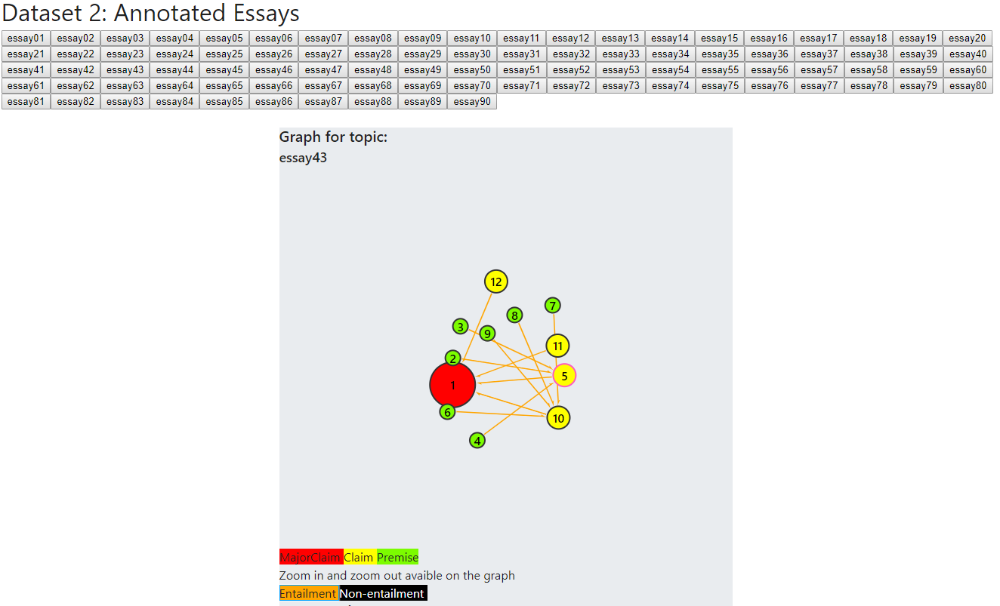 Dataset 2: Annotated Essays
essay01 essay02 essay03 essay04 essay05 essay06 essay07 essay08 essay09 essay10 essay11 essay12 essay13 essay14 essay15 essay16 essay17 essay18 essay19 essay20
essay21 essay22 essay23 essay24 essay25 essay26 essay27 essay28 essay29 essay30 essay31 essay32 essay33 essay34 essay35 essay36 essay37 essay38 essay39 essay40
essay41 essay42 essay43 essay44 essay45 essay46 essay47 essay48 essay49 essay50 essay51 essay52 essay53 essay54 essay55 essay56 essay57 essay58 essay59 essay60
essay61 essay62 essay63 essay64 essay65 essay66 essay67 essay68 essay69 essay70 essay71 essay72 essay73 essay74 essay75 essay76 essay77 essay78 essay79 essay80
essay81 essay82 essay83 essay84 essay85 essay86 essay87 essay88 essay89 essay90
Graph for topic:
essay43
12
7
8
3
9
11
2
5
1
6
10
4
MajorClaim Claim Premise
Zoom in and zoom out avaible on the graph
Entailment Non-entailment